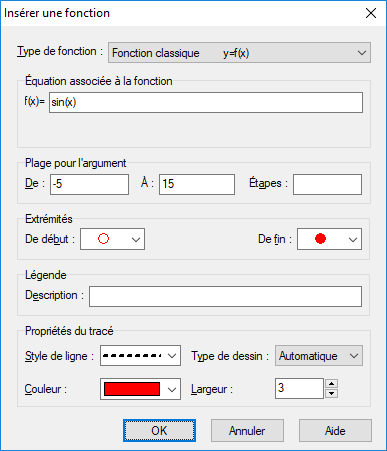 Insérer une fonction
Type de fonction : Fonction classique y=f(x)
Équation associée à la fonction
f(x)= sin(x)
Plage pour l'argument
De : -5 À : 15 Étapes :
Extrémités
De début : De fin :
Légende
Description :
Propriétés du tracé
Style de ligne : Type de dessin : Automatique
Couleur : Largeur : 3
OK Annuler Aide